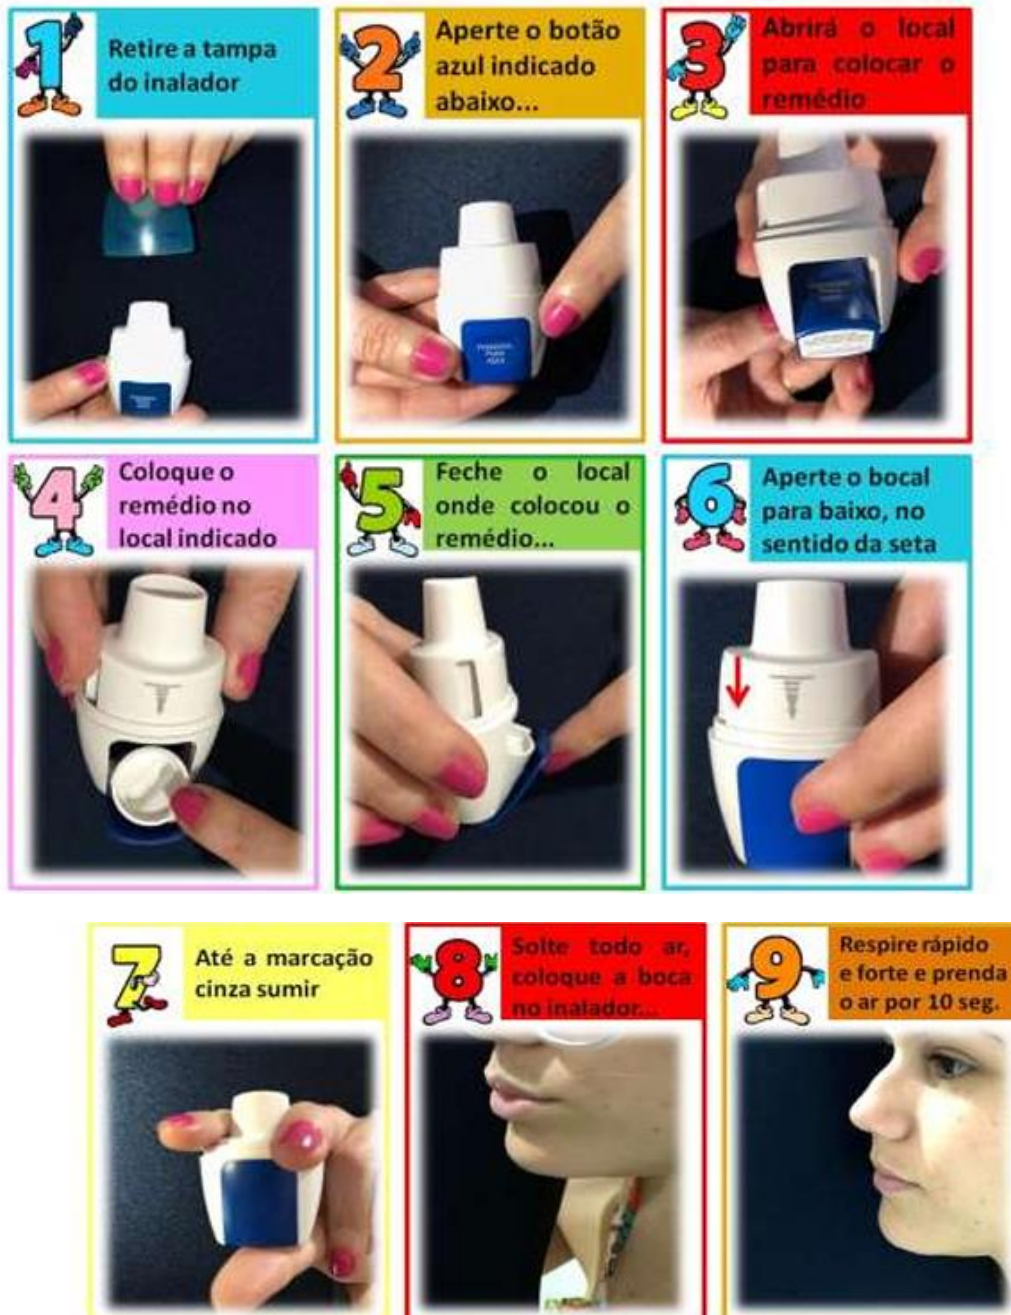 1 Retire a tampa
do inalador
2 Aperte o botão
azul indicado
abaixo...
3 Abrirá o local
para colocar o
remédio
4 Coloque o
remédio no
local indicado
5 Feche o local
onde colocou o
remédio...
6 Aperte o bocal
para baixo, no
sentido da seta
7 Até a marcação
cinza sumir
8 Solte todo ar,
coloque a boca
no inalador...
9 Respire rápido
e forte e prenda
o ar por 10 seg.